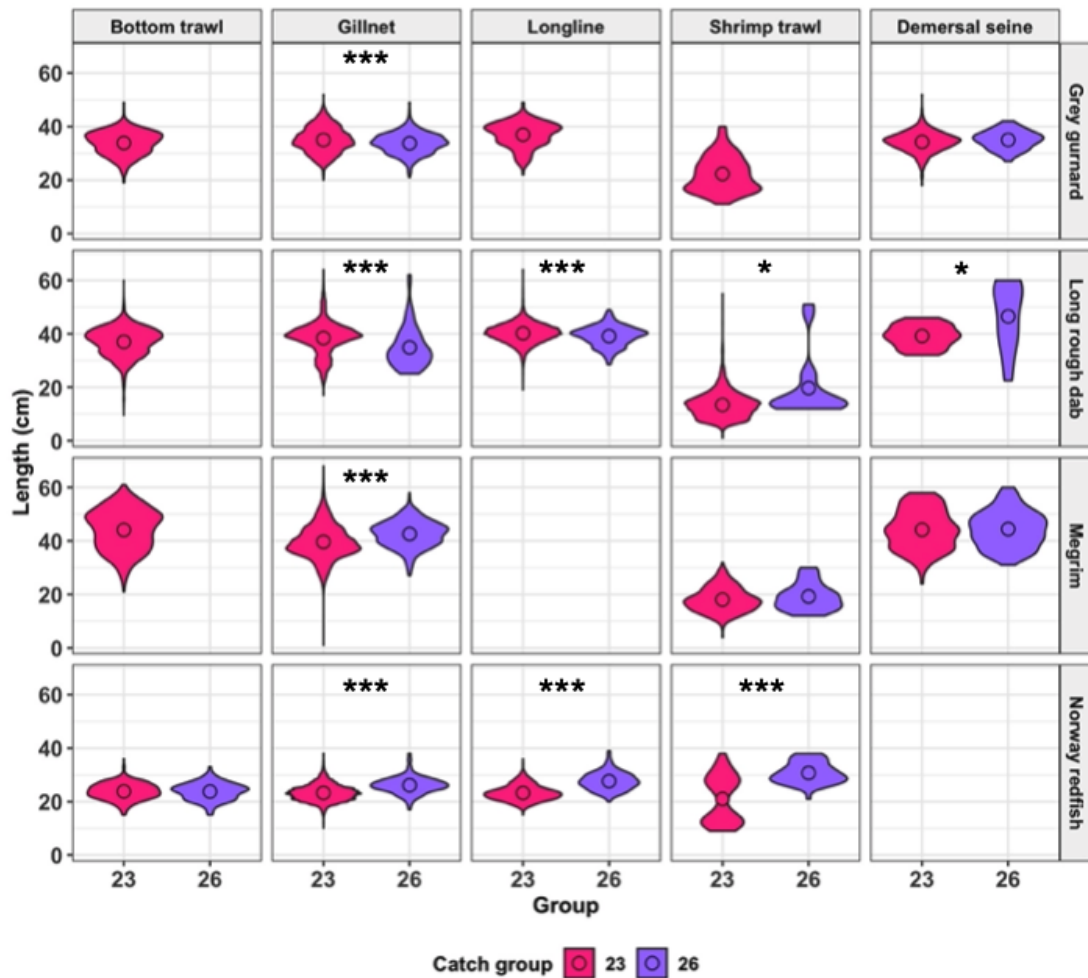 Bottom trawl Gillnet Longline Shrimp trawl Demersal seine
***
60
40
20
0
Grey gurnard
*** *** * *
60
40
20
0
Long rough dab
***
60
40
20
0
Megrim
*** *** ***
60
40
20
0
Norway redfish
Length (cm)
23 26 23 26 23 26 23 26 23 26
Group
Catch group 23 26